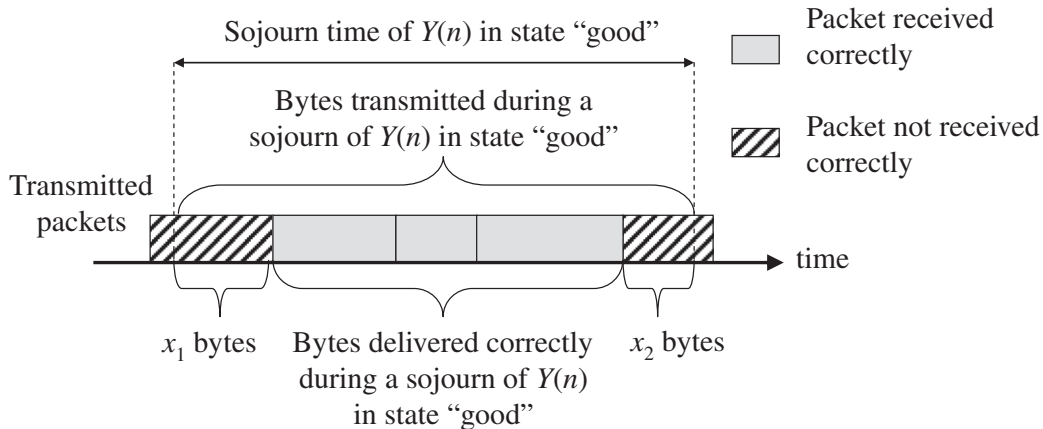 Sojourn time of Y(n) in state “good”
Packet received
correctly
Bytes transmitted during a
sojourn of Y(n) in state “good”
Packet not received
correctly
Transmitted
packets
time
x1 bytes
Bytes delivered correctly
during a sojourn of Y(n)
in state “good”
x2 bytes